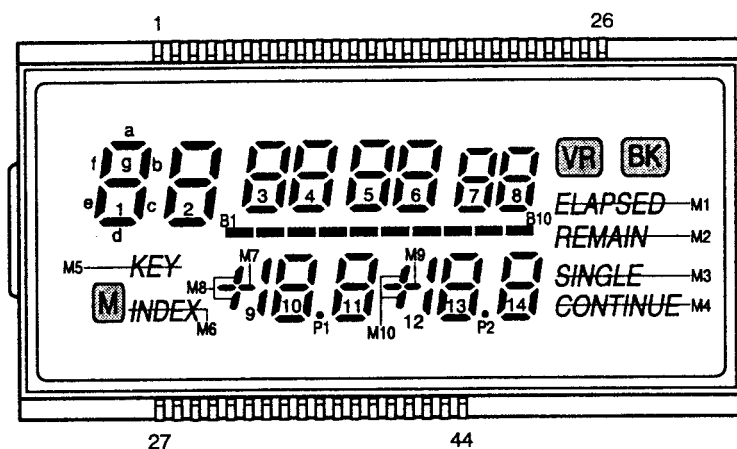 1 26
a
f g b
e 1 c 2 3 4 5 6 7 8
d
VR BK
B1 B10
ELAPSED M1
REMAIN M2
M5 KEY M7 M9
M8
SINGLE M3
M INDEX 9 10 11 12 13 14 CONTINUE M4
M6 P1 M10 P2
27 44